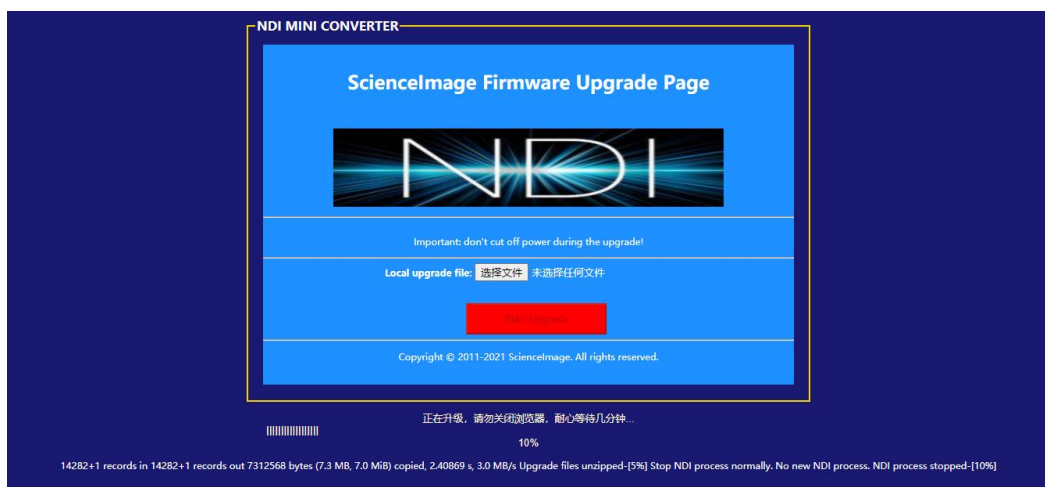 NDI MINI CONVERTER
ScienceImage Firmware Upgrade Page
NDI
Important: don't cut off power during the upgrade!
Local upgrade file: 选择文件 未选择任何文件
Start upgrade
Copyright © 2011-2021 ScienceImage. All rights reserved.
正在升级，请勿关闭浏览器，耐心等待几分钟...
||||||||||||||||||
10%
14282+1 records in 14282+1 records out 7312568 bytes (7.3 MB, 7.0 MiB) copied, 2.40869 s, 3.0 MB/s Upgrade files unzipped-[5%] Stop NDI process normally. No new NDI process. NDI process stopped-[10%]